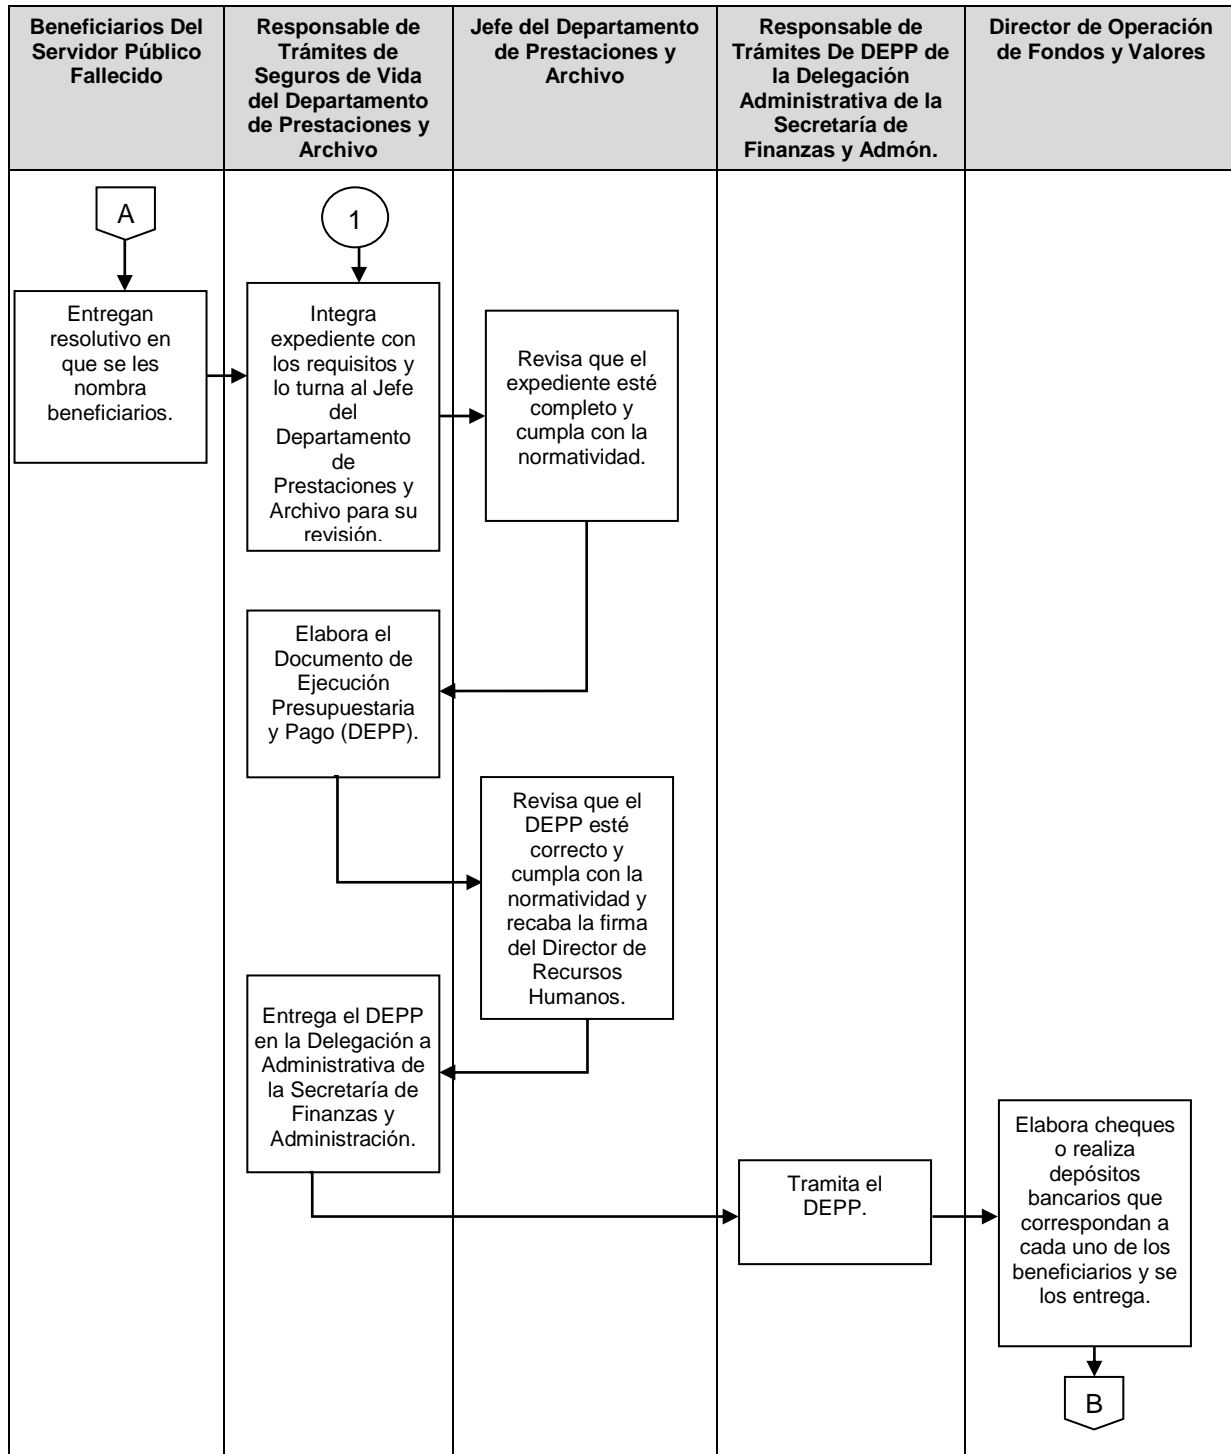 Beneficiarios Del
Servidor Público
Fallecido
Responsable de
Trámites de
Seguros de Vida
del Departamento
de Prestaciones y
Archivo
Jefe del Departamento
de Prestaciones y
Archivo
Responsable de
Trámites De DEPP de
la Delegación
Administrativa de la
Secretaría de
Finanzas y Admón.
Director de Operación
de Fondos y Valores
A
1
Entregan
resolutivo en
que se les
nombra
beneficiarios.
Integra
expediente con
los requisitos y
lo turna al Jefe
del
Departamento
de
Prestaciones y
Archivo para su
revisión.
Revisa que el
expediente esté
completo y
cumpla con la
normatividad.
Elabora el
Documento de
Ejecución
Presupuestaria
y Pago (DEPP).
Revisa que el
DEPP esté
correcto y
cumpla con la
normatividad y
recaba la firma
del Director de
Recursos
Humanos.
Entrega el DEPP
en la Delegación a
Administrativa de
la Secretaría de
Finanzas y
Administración.
Tramita el
DEPP.
Elabora cheques
o realiza
depósitos
bancarios que
correspondan a
cada uno de los
beneficiarios y se
los entrega.
B